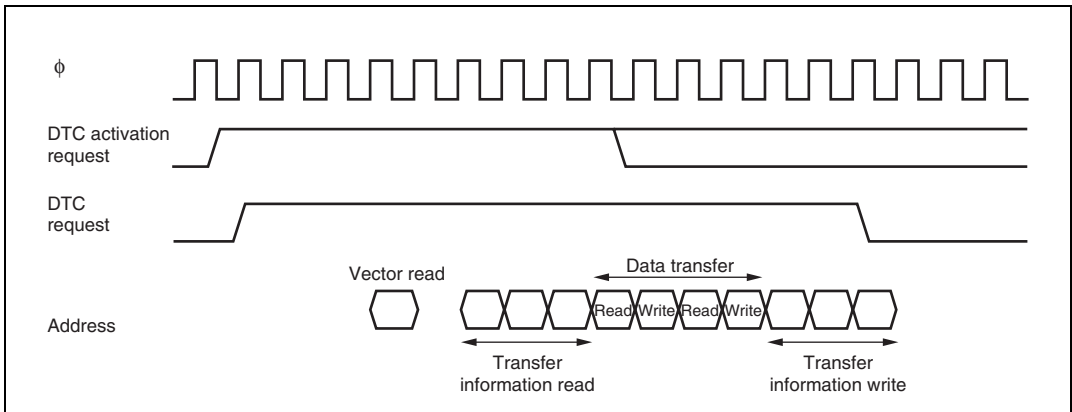 ϕ
DTC activation
request
DTC
request
Vector read
Data transfer
Address
Read Write Read Write
Transfer
information read
Transfer
information write